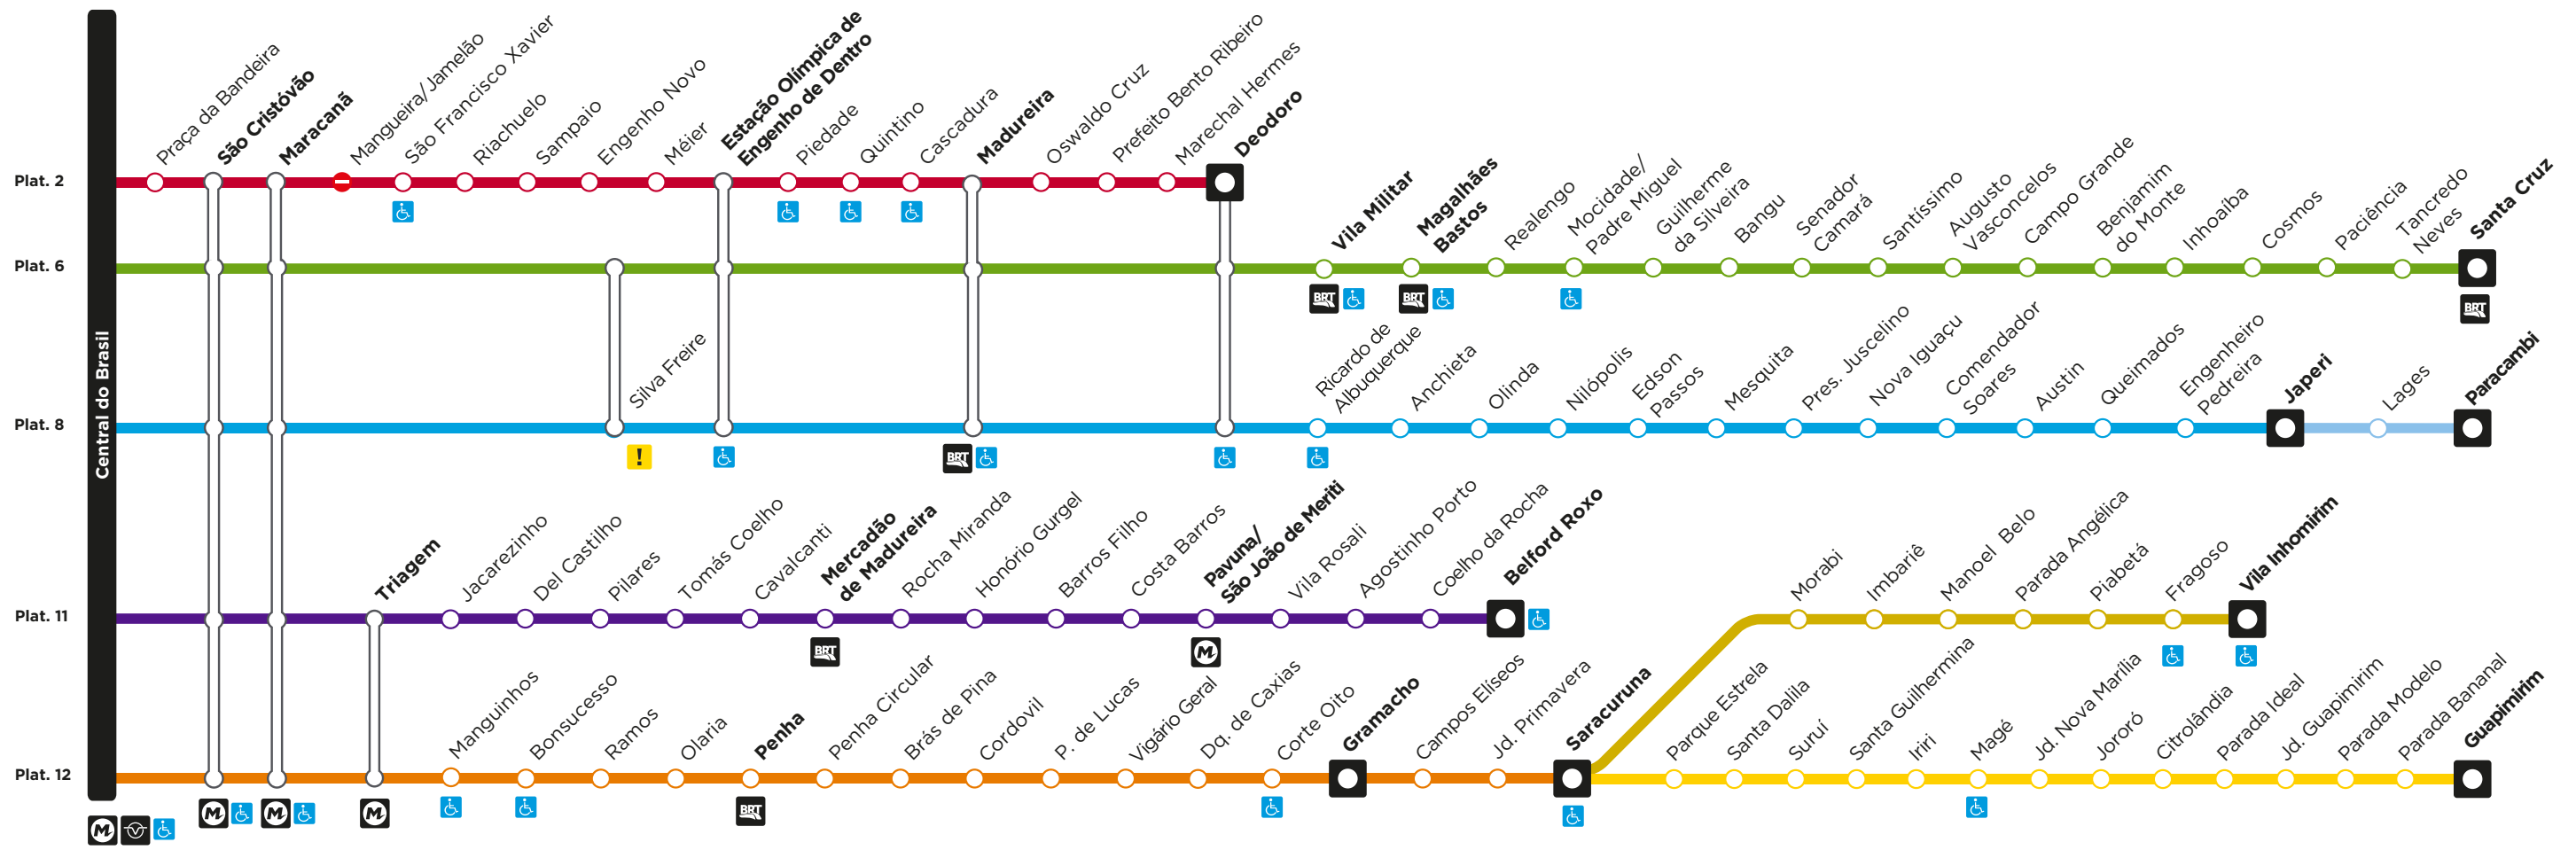 Central do Brasil
Plat. 2
Praça da Bandeira
São Cristóvão
Maracanã
Mangueira/Jamelão
São Francisco Xavier
Riachuelo
Sampaio
Engenho Novo
Méier
Estação Olímpica de
Engenho de Dentro
Piedade
Quintino
Cascadura
Madureira
Oswaldo Cruz
Prefeito Bento Ribeiro
Marechal Hermes
Deodoro
Plat. 6
Vila Militar
Magalhães
Bastos
Realengo
Mocidade/
Padre Miguel
Guilherme
da Silveira
Bangu
Senador
Camará
Santíssimo
Augusto
Vasconcelos
Campo Grande
Benjamim
do Monte
Inhoaíba
Cosmos
Paciência
Tancredo
Neves
Santa Cruz
BRT
BRT
BRT
Plat. 8
Silva Freire
!
BRT
Ricardo de
Albuquerque
Anchieta
Olinda
Nilópolis
Edson
Passos
Mesquita
Pres. Juscelino
Nova Iguaçu
Comendador
Soares
Austin
Queimados
Engenheiro
Pedreira
Japeri
Lages
Paracambi
Plat. 11
Triagem
Jacarezinho
Del Castilho
Pilares
Tomás Coelho
Cavalcanti
Mercadão
de Madureira
Rocha Miranda
Honório Gurgel
Barros Filho
Costa Barros
Pavuna/
São João de Meriti
Vila Rosali
Agostinho Porto
Coelho da Rocha
Belford Roxo
BRT
M
Morabi
Imbariê
Manoel Belo
Parada Angélica
Piabetá
Fragoso
Vila Inhomirim
Plat. 12
Manguinhos
Bonsucesso
Ramos
Olaria
Penha
Penha Circular
Brás de Pina
Cordovil
P. de Lucas
Vigário Geral
Dq. de Caxias
Corte Oito
Gramacho
Campos Elíseos
Jd. Primavera
Saracuruna
Parque Estrela
Santa Dalila
Suruí
Santa Guilhermina
Iriri
Magé
Jd. Nova Marília
Jororó
Citrolândia
Parada Ideal
Jd. Guapimirim
Parada Modelo
Parada Bananal
Guapimirim
M
M
M
M
BRT